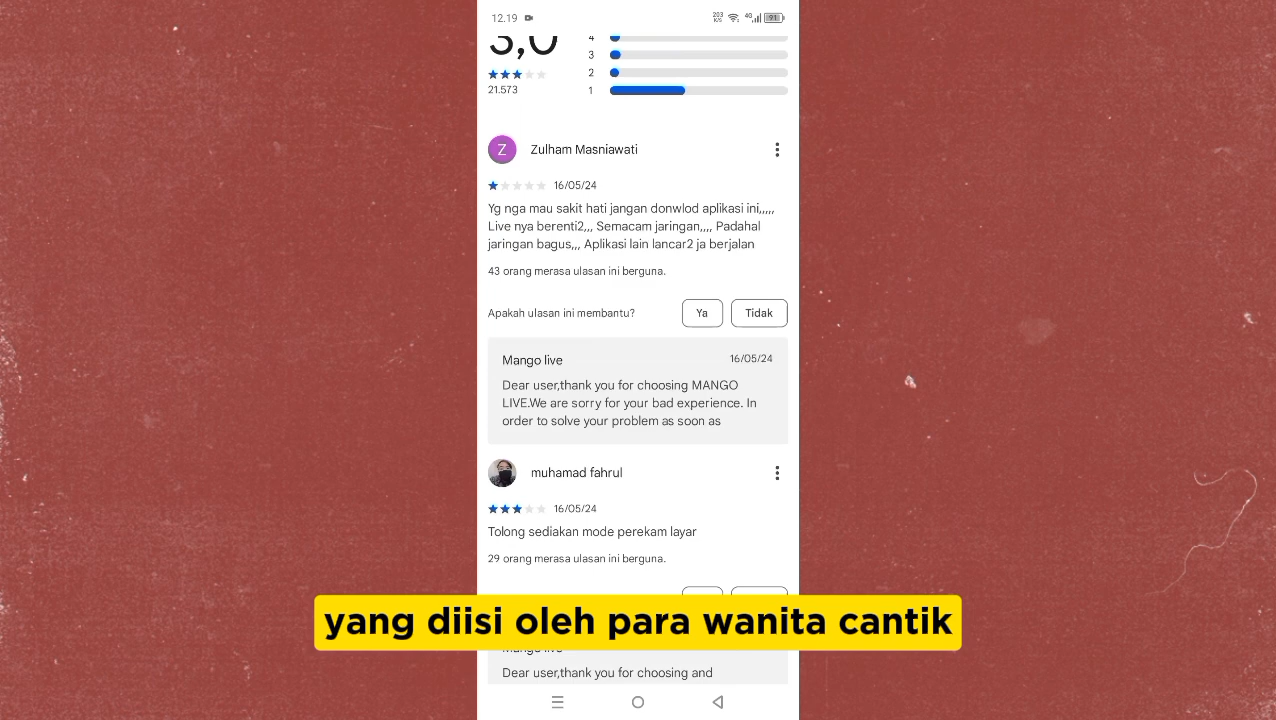 12.19
203 K/S 4G 91
3,0
4
3
2
21.573
1
Z
Zulham Masniawati
16/05/24
Yg nga mau sakit hati jangan donwlod aplikasi ini,,,,,
Live nya berenti2,,, Semacam jaringan,,,, Padahal
jaringan bagus,,, Aplikasi lain lancar2 ja berjalan
43 orang merasa ulasan ini berguna.
Apakah ulasan ini membantu?
Ya
Tidak
Mango live
16/05/24
Dear user,thank you for choosing MANGO
LIVE.We are sorry for your bad experience. In
order to solve your problem as soon as
muhamad fahrul
16/05/24
Tolong sediakan mode perekam layar
29 orang merasa ulasan ini berguna.
yang diisi oleh para wanita cantik
Mango live
Dear user,thank you for choosing and